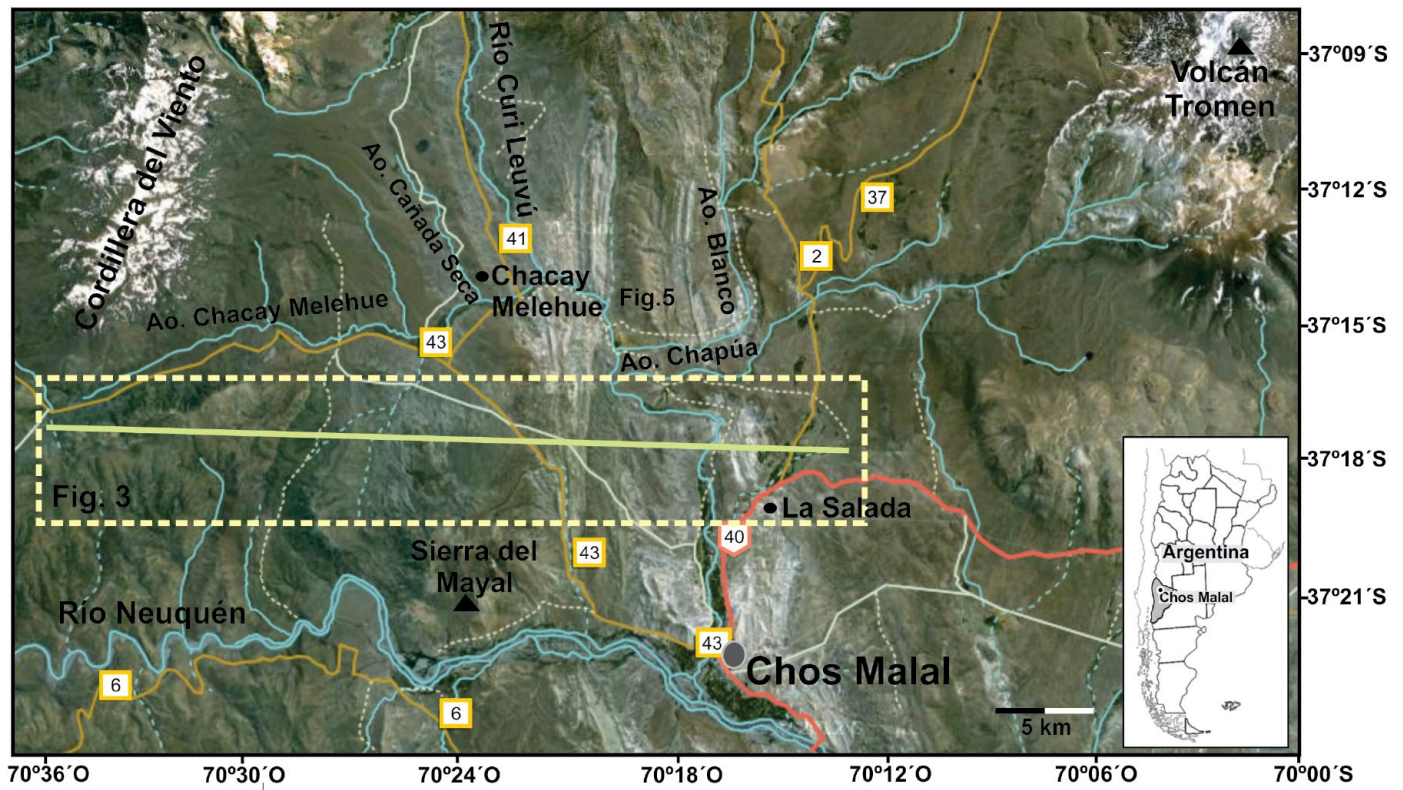 Volcán
Tromen
37º09´S
Río Curi Leuvú
Cordillera del Viento
Ao. Cañada Seca
37º12´S
37
Ao. Blanco
41
2
Chacay
Melehue
Fig.5
Ao. Chacay Melehue
37º15´S
43
Ao. Chapúa
37º18´S
Fig. 3
La Salada
40
43
Sierra del
Mayal
Argentina
Chos Malal
37º21´S
Río Neuquén
43
Chos Malal
6
6
5 km
70º36´O
70º30´O
70º24´O
70º18´O
70º12´O
70º06´O
70º00´S